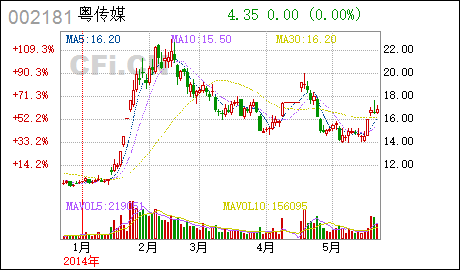 002181 粤传媒 4.35 0.00 (0.00%)
MA5:16.20 MA10:15.50 MA30:16.20
+109.3% 22.00
+90.3% 20.00
+71.3% 18.00
+52.2% 16.00
+33.2% 14.00
+14.2% 12.00
CFi.CN
MAVOL10:156095
1月 2月 3月 4月 5月
2014年